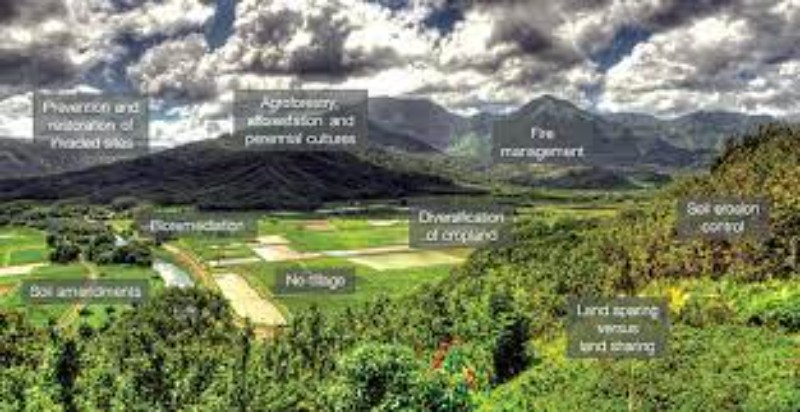 Prevention and
restoration of
invaded sites
Agroforestry,
afforestation and
perennial cultures
Fire
management
Bioremediation
Diversification
of cropland
Soil erosion
control
No tillage
Soil amendments
Land sparing
versus
land sharing